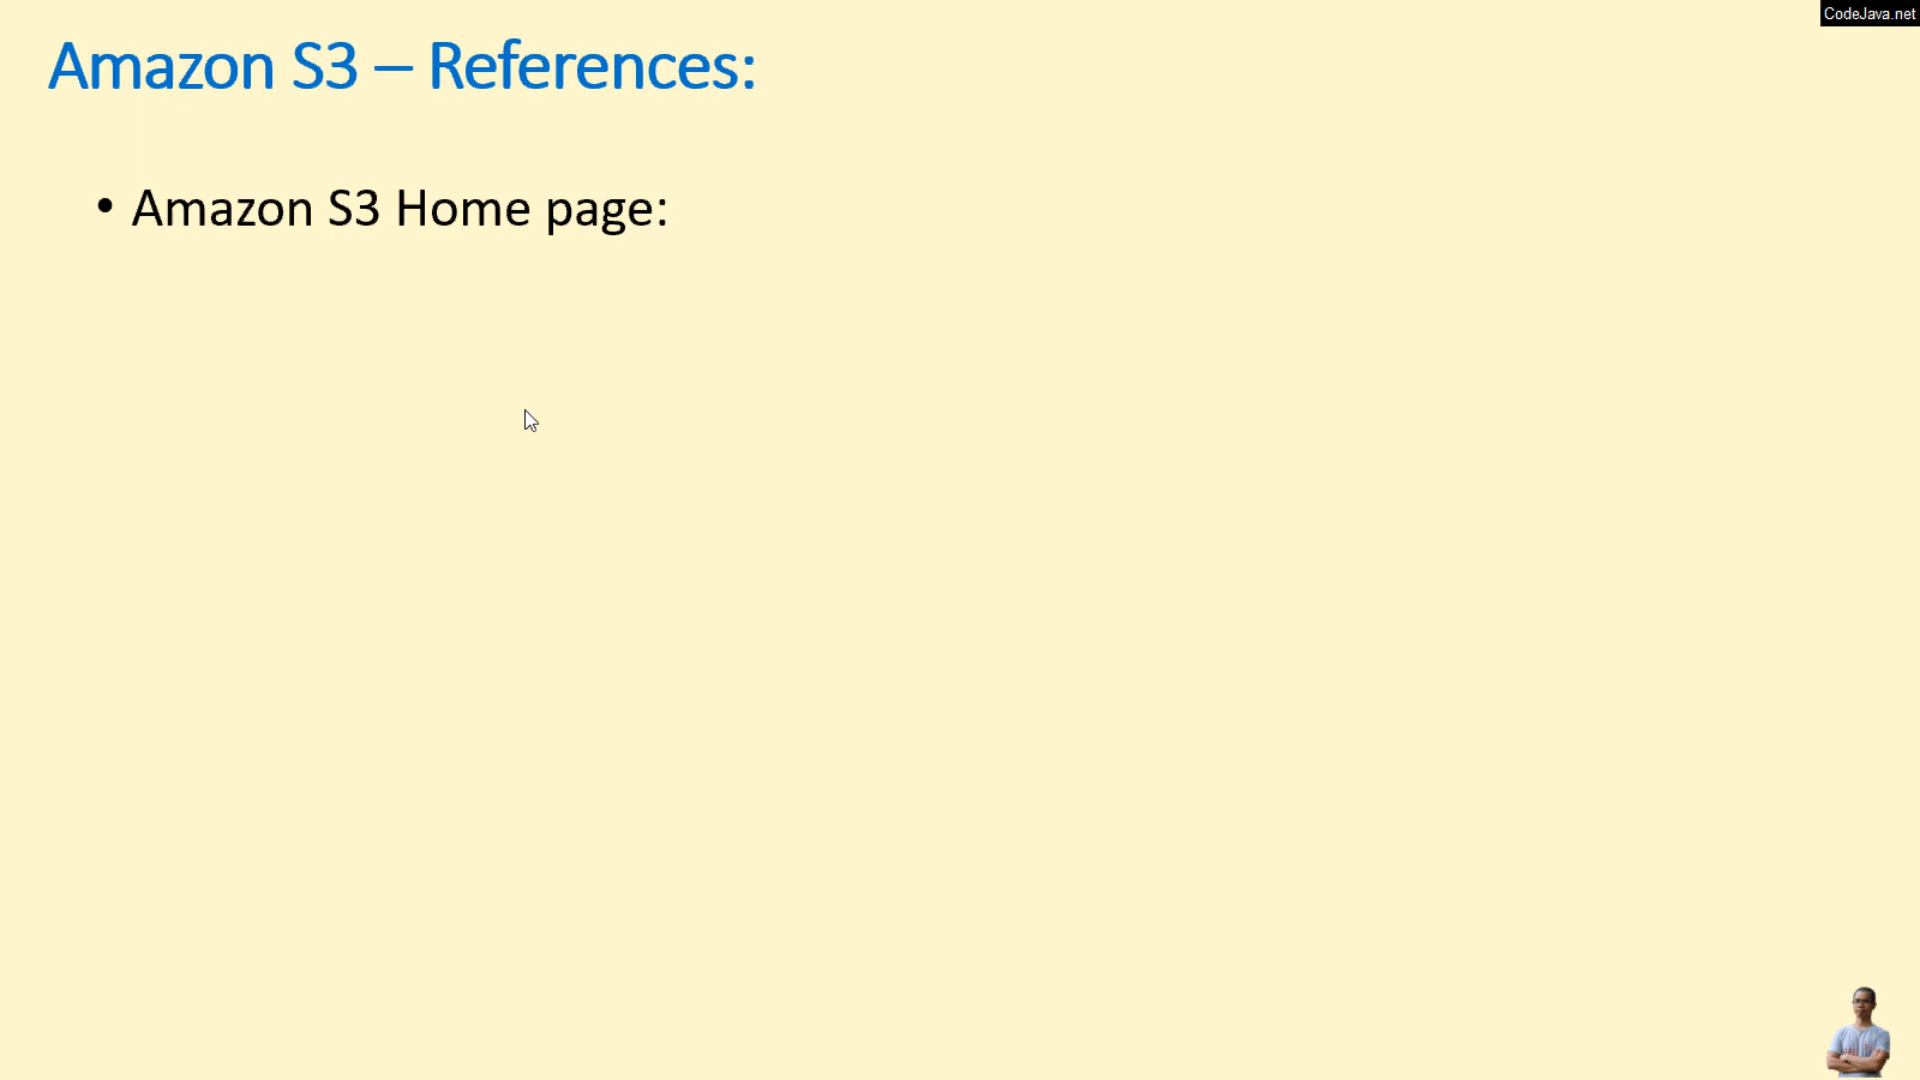 CodeJava.net
Amazon S3 – References:
• Amazon S3 Home page: